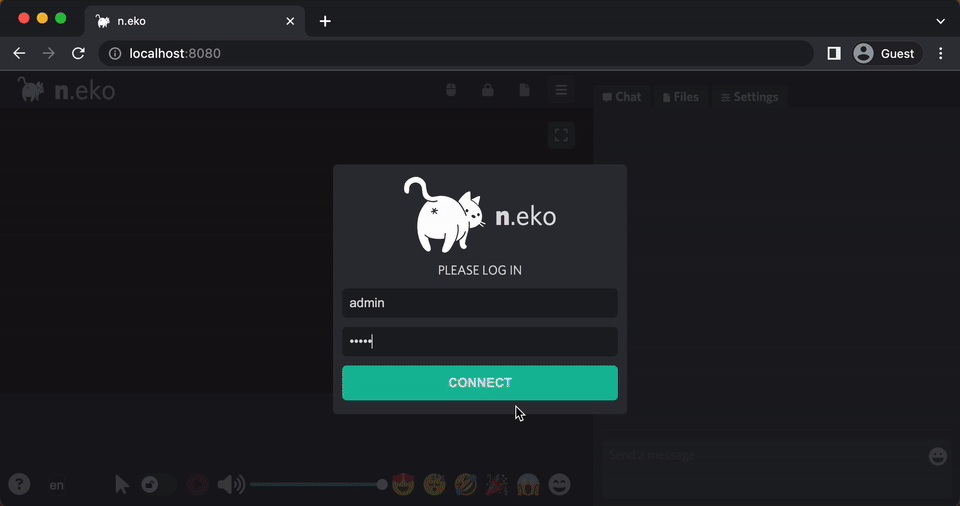 n.eko
localhost:8080
Guest
n.eko
Chat
Files
Settings
n.eko
PLEASE LOG IN
admin
•••••
CONNECT
Send a message
en